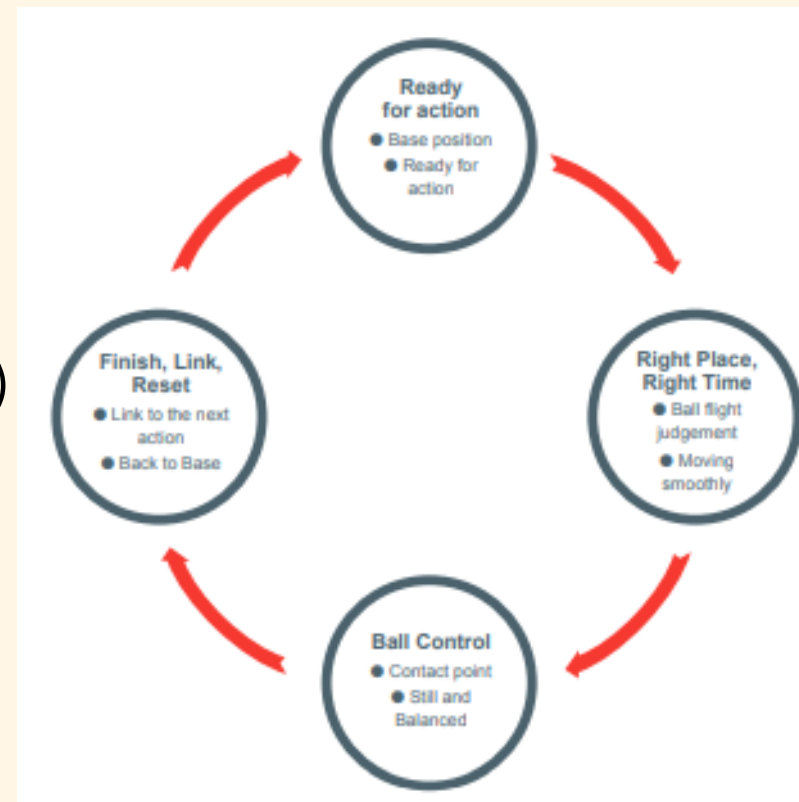 Ready
for action
● Base position
● Ready for
action
Right Place,
Right Time
● Ball flight
judgement
● Moving
smoothly
Ball Control
● Contact point
● Still and
Balanced
Finish, Link,
Reset
● Link to the next
action
● Back to Base
)